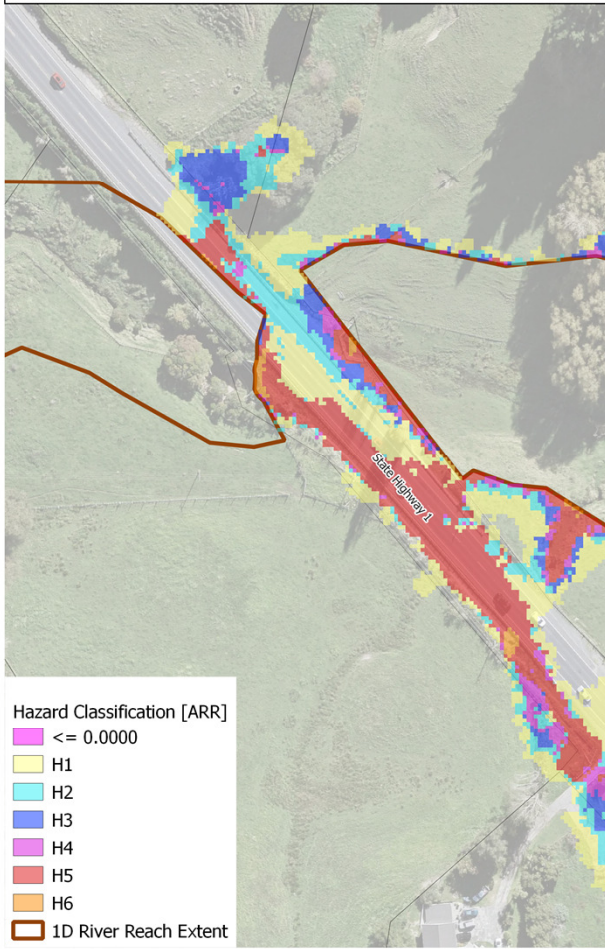 State Highway 1
Hazard Classification [ARR]
<= 0.0000
H1
H2
H3
H4
H5
H6
1D River Reach Extent